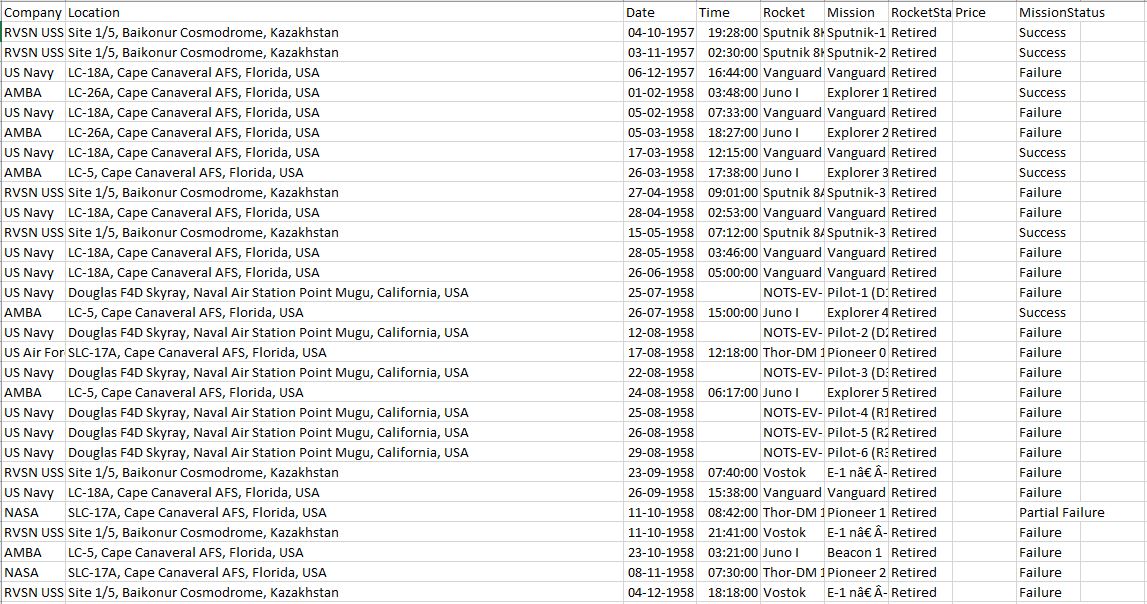 Company Location Date Time Rocket Mission RocketSta Price MissionStatus
RVSN USS Site 1/5, Baikonur Cosmodrome, Kazakhstan 04-10-1957 19:28:00 Sputnik 8K Sputnik-1 Retired Success
RVSN USS Site 1/5, Baikonur Cosmodrome, Kazakhstan 03-11-1957 02:30:00 Sputnik 8K Sputnik-2 Retired Success
US Navy LC-18A, Cape Canaveral AFS, Florida, USA 06-12-1957 16:44:00 Vanguard Vanguard Retired Failure
AMBA LC-26A, Cape Canaveral AFS, Florida, USA 01-02-1958 03:48:00 Juno I Explorer 1 Retired Success
US Navy LC-18A, Cape Canaveral AFS, Florida, USA 05-02-1958 07:33:00 Vanguard Vanguard Retired Failure
AMBA LC-26A, Cape Canaveral AFS, Florida, USA 05-03-1958 18:27:00 Juno I Explorer 2 Retired Failure
US Navy LC-18A, Cape Canaveral AFS, Florida, USA 17-03-1958 12:15:00 Vanguard Vanguard Retired Success
AMBA LC-5, Cape Canaveral AFS, Florida, USA 26-03-1958 17:38:00 Juno I Explorer 3 Retired Success
RVSN USS Site 1/5, Baikonur Cosmodrome, Kazakhstan 27-04-1958 09:01:00 Sputnik 8A Sputnik-3 Retired Failure
US Navy LC-18A, Cape Canaveral AFS, Florida, USA 28-04-1958 02:53:00 Vanguard Vanguard Retired Failure
RVSN USS Site 1/5, Baikonur Cosmodrome, Kazakhstan 15-05-1958 07:12:00 Sputnik 8A Sputnik-3 Retired Success
US Navy LC-18A, Cape Canaveral AFS, Florida, USA 28-05-1958 03:46:00 Vanguard Vanguard Retired Failure
US Navy LC-18A, Cape Canaveral AFS, Florida, USA 26-06-1958 05:00:00 Vanguard Vanguard Retired Failure
US Navy Douglas F4D Skyray, Naval Air Station Point Mugu, California, USA 25-07-1958 NOTS-EV- Pilot-1 (D1 Retired Failure
AMBA LC-5, Cape Canaveral AFS, Florida, USA 26-07-1958 15:00:00 Juno I Explorer 4 Retired Success
US Navy Douglas F4D Skyray, Naval Air Station Point Mugu, California, USA 12-08-1958 NOTS-EV- Pilot-2 (D2 Retired Failure
US Air For SLC-17A, Cape Canaveral AFS, Florida, USA 17-08-1958 12:18:00 Thor-DM 1 Pioneer 0 Retired Failure
US Navy Douglas F4D Skyray, Naval Air Station Point Mugu, California, USA 22-08-1958 NOTS-EV- Pilot-3 (D3 Retired Failure
AMBA LC-5, Cape Canaveral AFS, Florida, USA 24-08-1958 06:17:00 Juno I Explorer 5 Retired Failure
US Navy Douglas F4D Skyray, Naval Air Station Point Mugu, California, USA 25-08-1958 NOTS-EV- Pilot-4 (R1 Retired Failure
US Navy Douglas F4D Skyray, Naval Air Station Point Mugu, California, USA 26-08-1958 NOTS-EV- Pilot-5 (R2 Retired Failure
US Navy Douglas F4D Skyray, Naval Air Station Point Mugu, California, USA 29-08-1958 NOTS-EV- Pilot-6 (R3 Retired Failure
RVSN USS Site 1/5, Baikonur Cosmodrome, Kazakhstan 23-09-1958 07:40:00 Vostok E-1 nâ€ Â- Retired Failure
US Navy LC-18A, Cape Canaveral AFS, Florida, USA 26-09-1958 15:38:00 Vanguard Vanguard Retired Failure
NASA SLC-17A, Cape Canaveral AFS, Florida, USA 11-10-1958 08:42:00 Thor-DM 1 Pioneer 1 Retired Partial Failure
RVSN USS Site 1/5, Baikonur Cosmodrome, Kazakhstan 11-10-1958 21:41:00 Vostok E-1 nâ€ Â- Retired Failure
AMBA LC-5, Cape Canaveral AFS, Florida, USA 23-10-1958 03:21:00 Juno I Beacon 1 Retired Failure
NASA SLC-17A, Cape Canaveral AFS, Florida, USA 08-11-1958 07:30:00 Thor-DM 1 Pioneer 2 Retired Failure
RVSN USS Site 1/5, Baikonur Cosmodrome, Kazakhstan 04-12-1958 18:18:00 Vostok E-1 nâ€ Â- Retired Failure